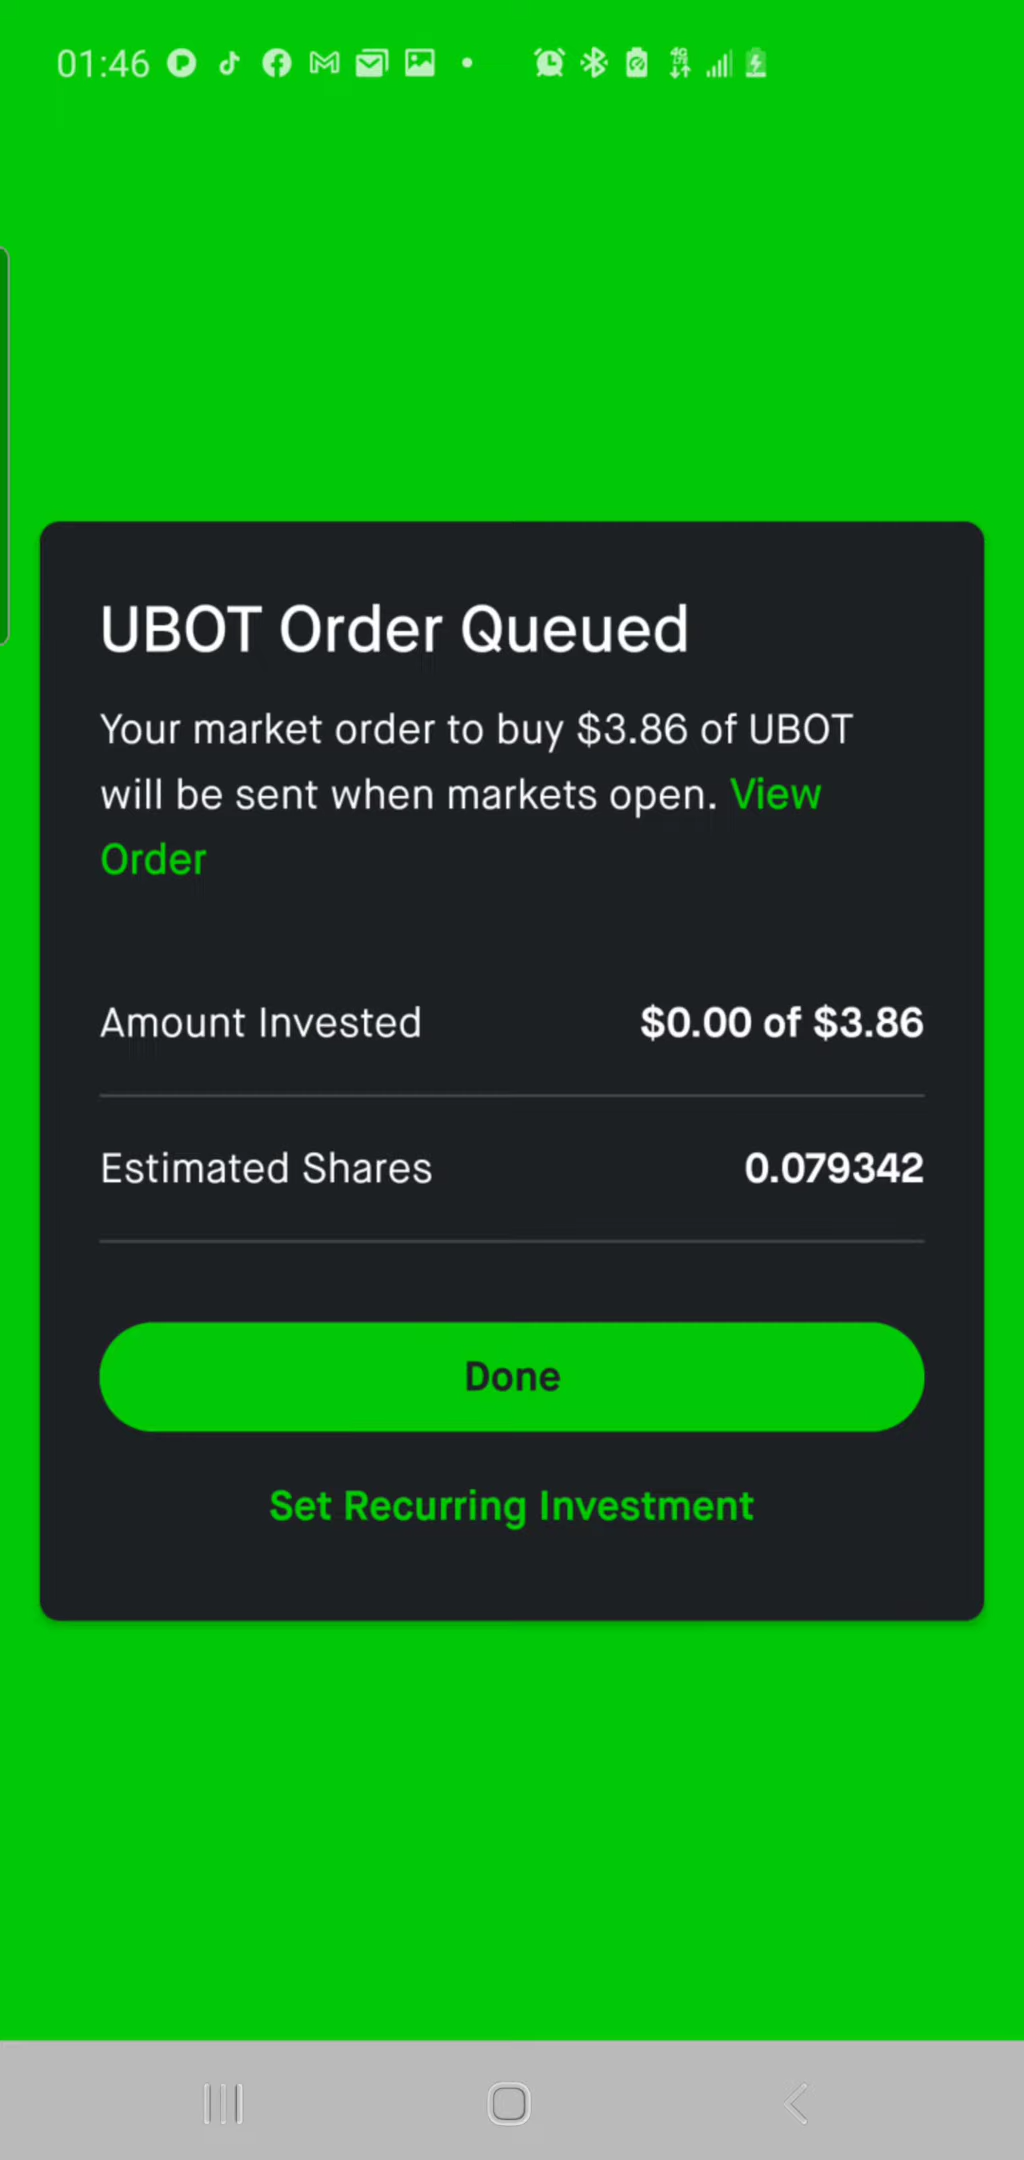 01:46
UBOT Order Queued
Your market order to buy $3.86 of UBOT
will be sent when markets open. View
Order
Amount Invested $0.00 of $3.86
Estimated Shares 0.079342
Done
Set Recurring Investment